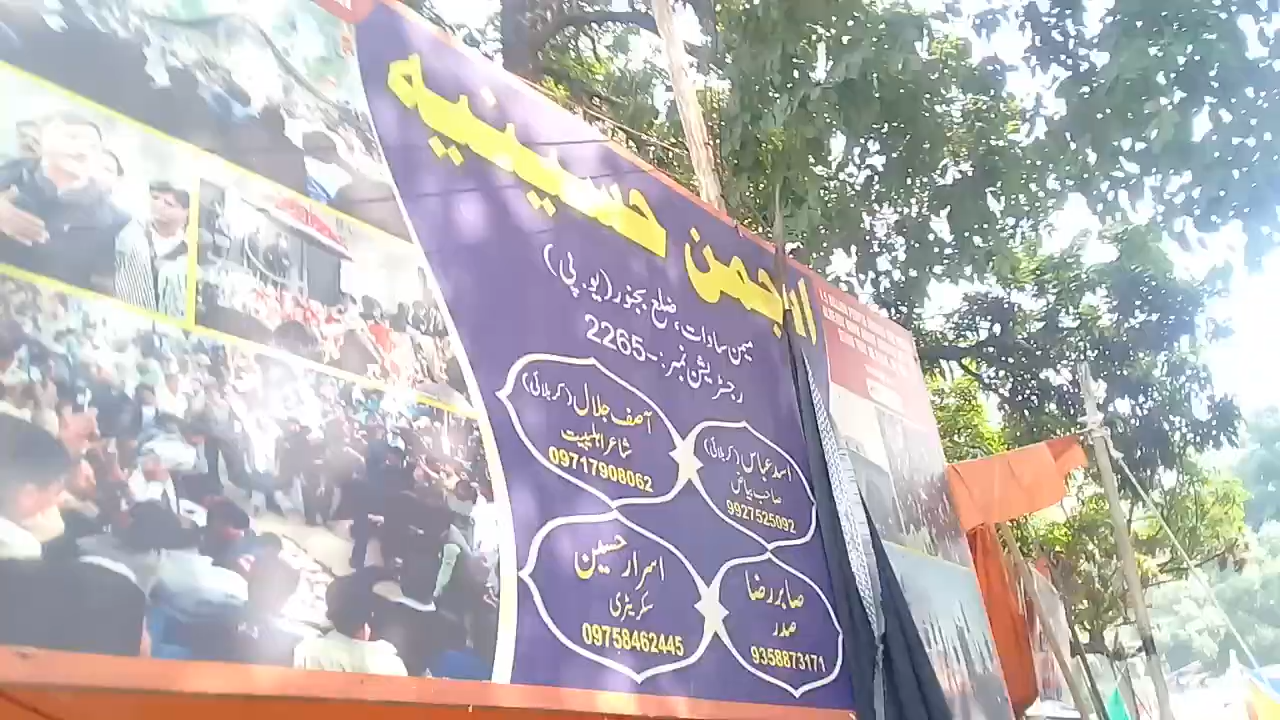 انجمن حسینیہ
میمن سادات، ضلع بجنور (یو.پی)
رجسٹریشن نمبر:-2265
آصف جلال (کربلائی)
شاعر اہلبیت
09717908062
اسد عباس (کربلائی)
صاحب بیاض
9927525092
اسرار حسین
سکریٹری
09758462445
صابر رضا
صدر
9358873171